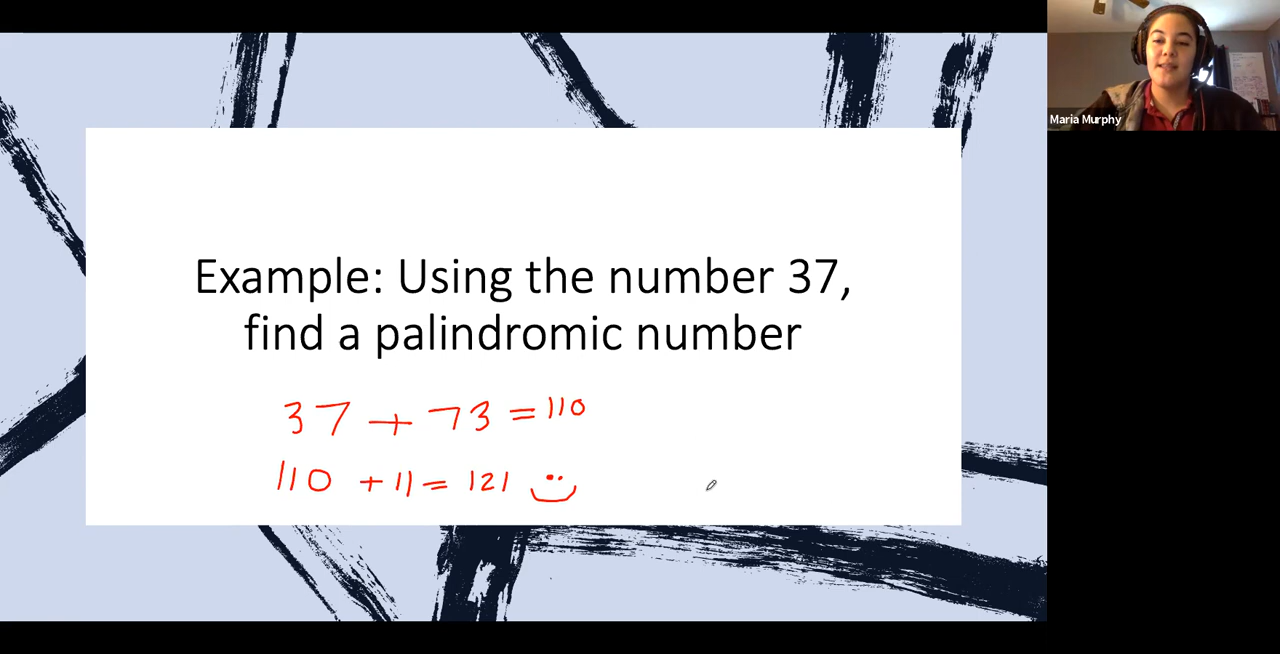 Example: Using the number 37,
find a palindromic number
37 + 73 = 110
110 + 11 = 121
Maria Murphy